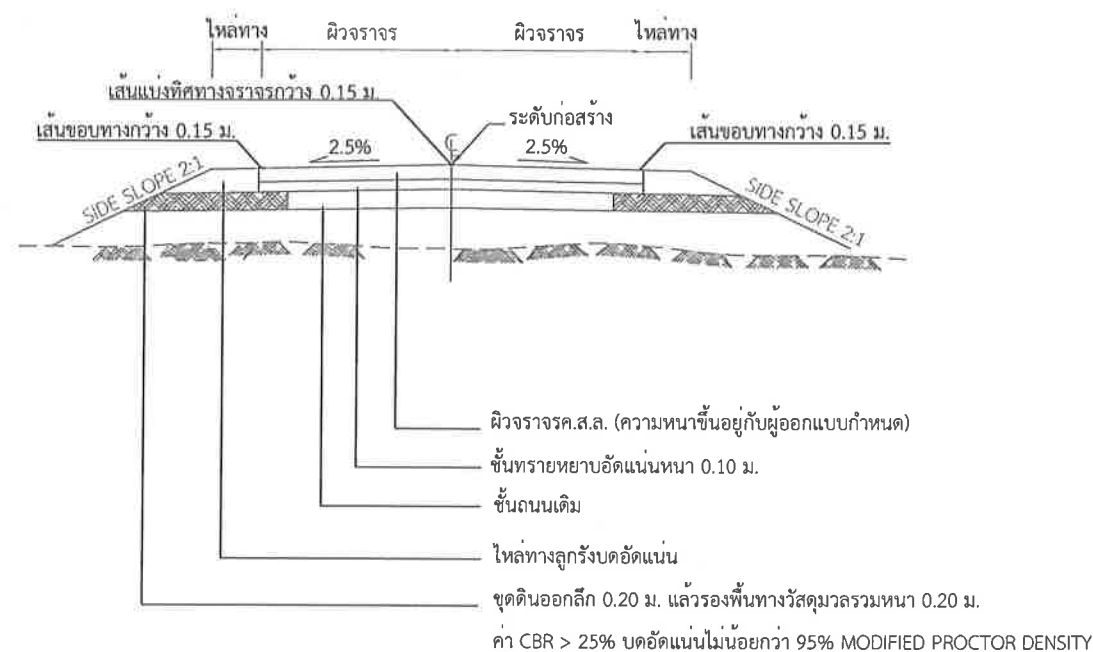 ไหล่ทาง ผิวจราจร ผิวจราจร ไหล่ทาง
เส้นแบ่งทิศทางจราจรกว้าง 0.15 ม.
ระดับก่อสร้าง
เส้นขอบทางกว้าง 0.15 ม.
เส้นขอบทางกว้าง 0.15 ม.
2.5% ℄ 2.5%
SIDE SLOPE 2:1
SIDE SLOPE 2:1
ผิวจราจรค.ส.ล. (ความหนาขึ้นอยู่กับผู้ออกแบบกำหนด)
ชั้นทรายหยาบอัดแน่นหนา 0.10 ม.
ชั้นถนนเดิม
ไหล่ทางลูกรังบดอัดแน่น
ขุดดินออกลึก 0.20 ม. แล้วรองพื้นทางวัสดุมวลรวมหนา 0.20 ม.
ค่า CBR > 25% บดอัดแน่นไม่น้อยกว่า 95% MODIFIED PROCTOR DENSITY